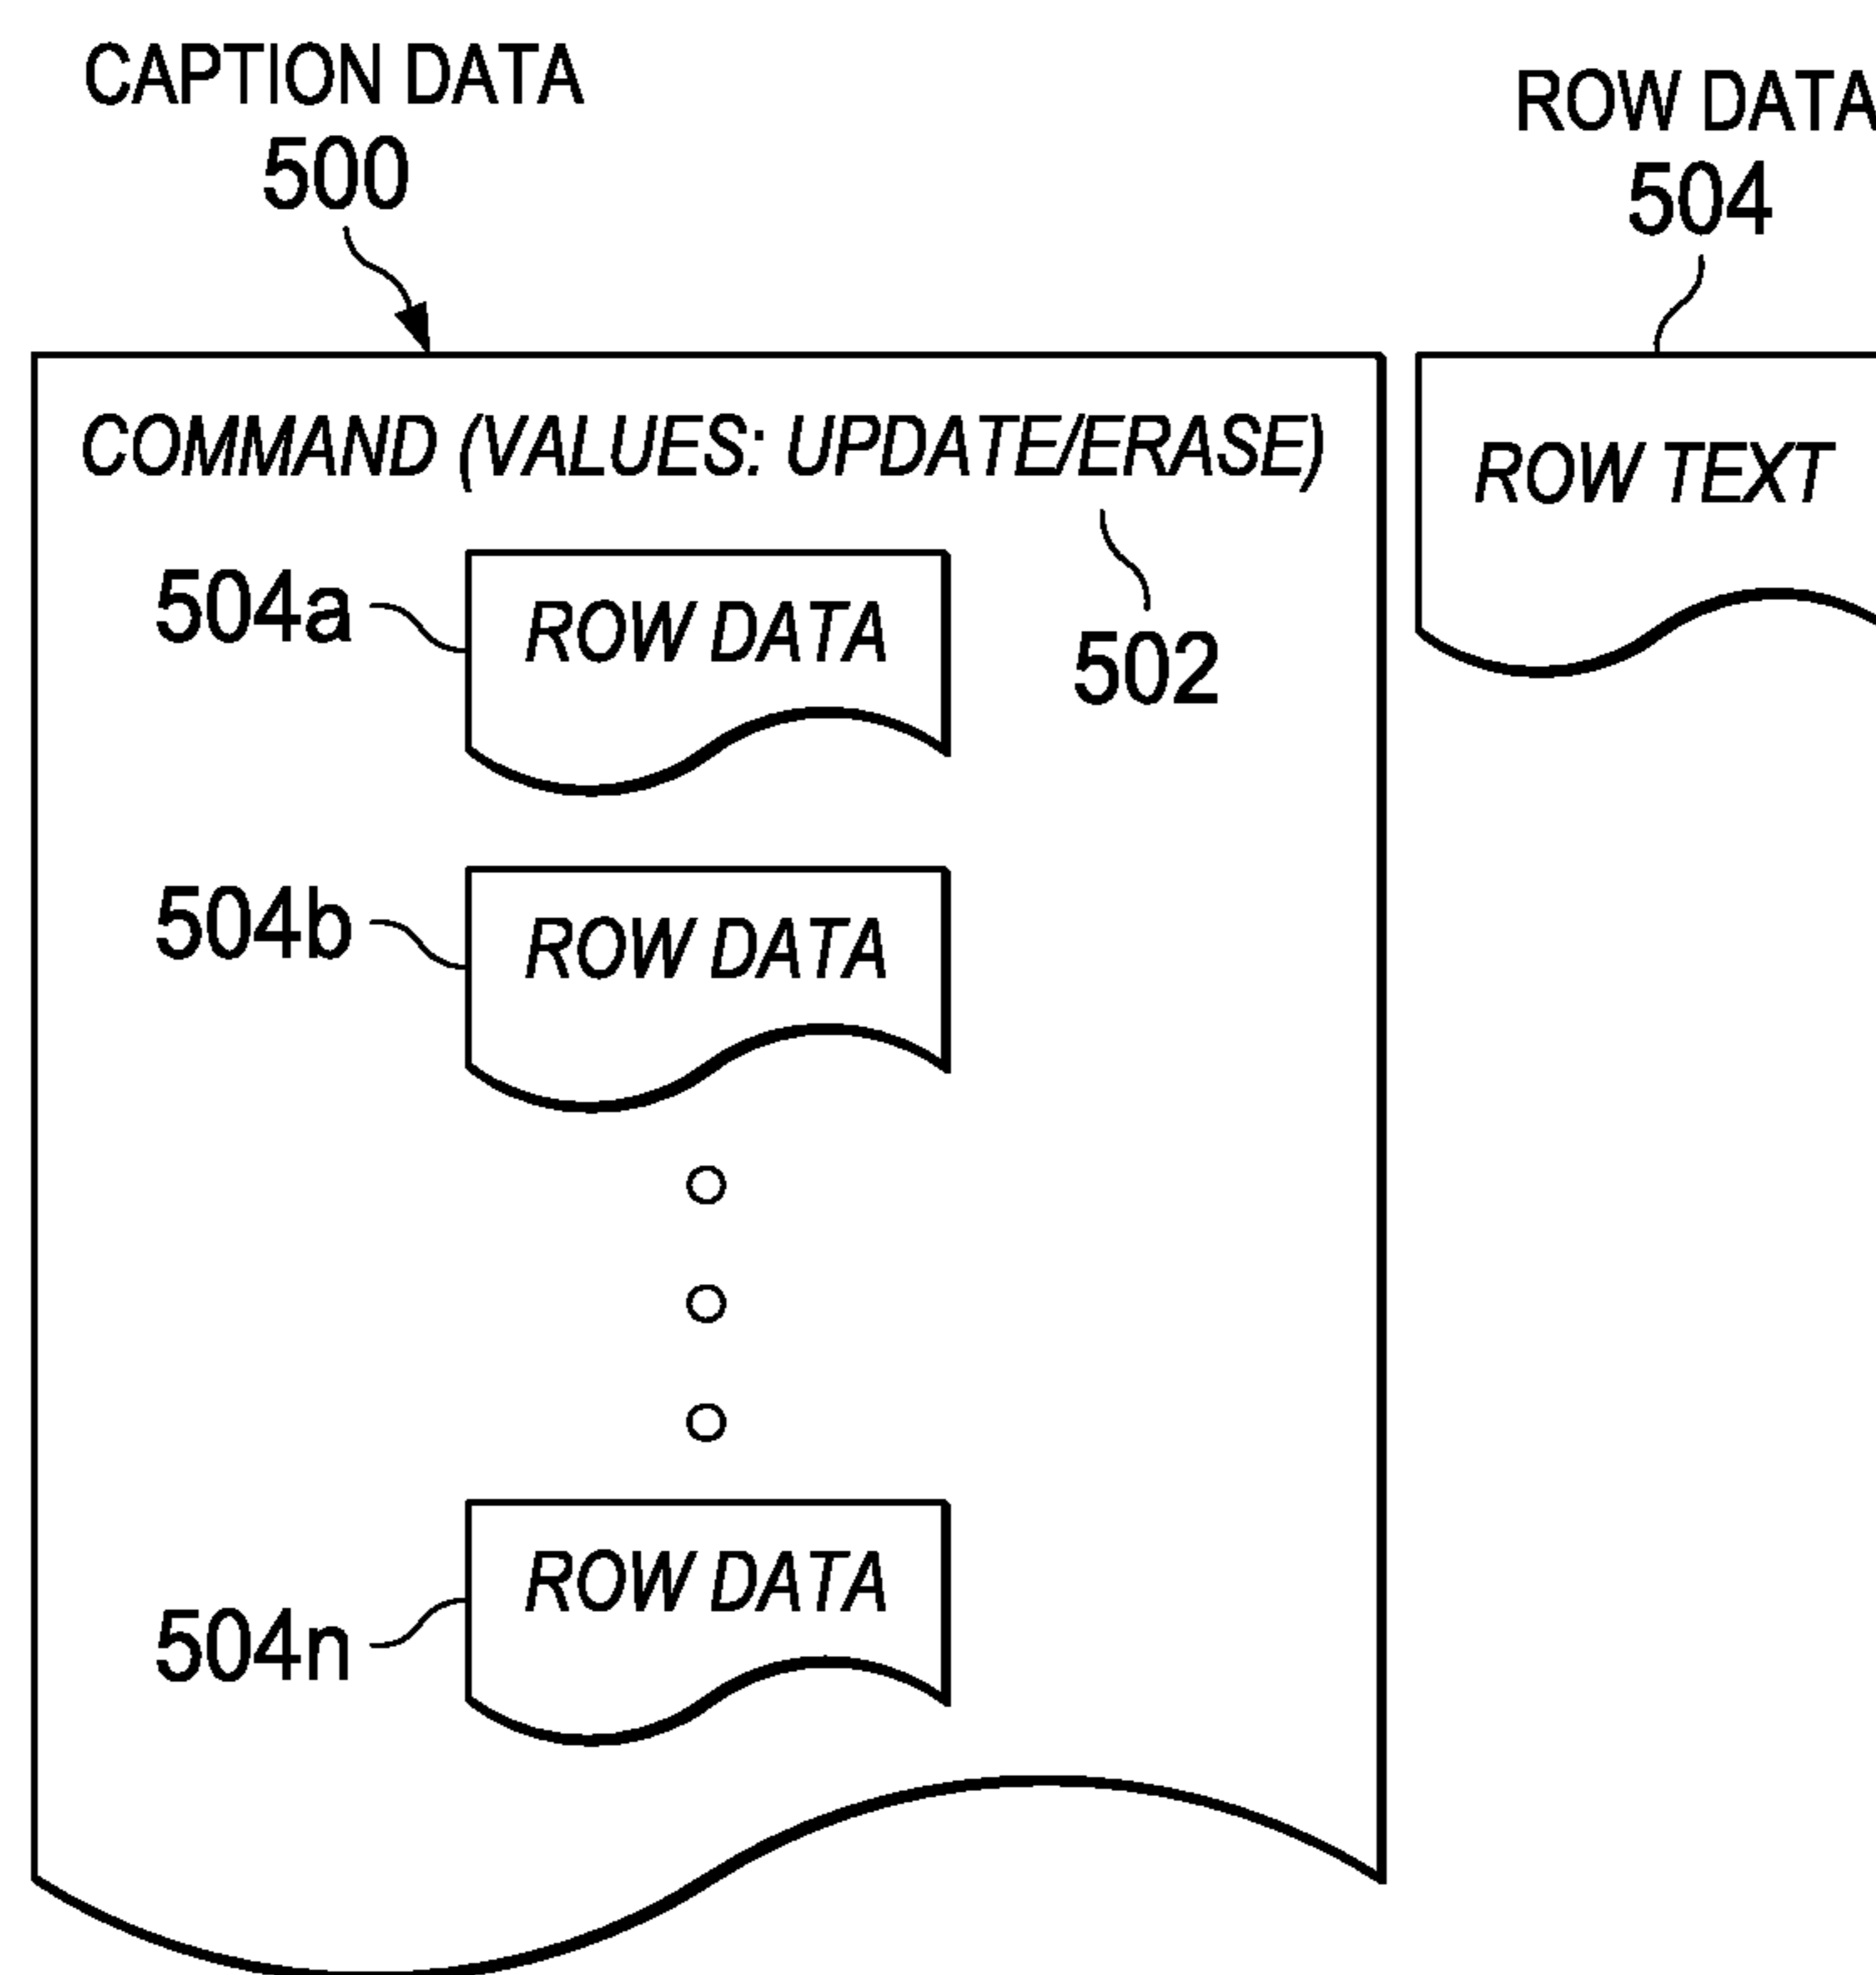 CAPTION DATA
500
COMMAND (VALUES: UPDATE/ERASE)
502
504a
ROW DATA
504b
ROW DATA
504n
ROW DATA
ROW DATA
504
ROW TEXT